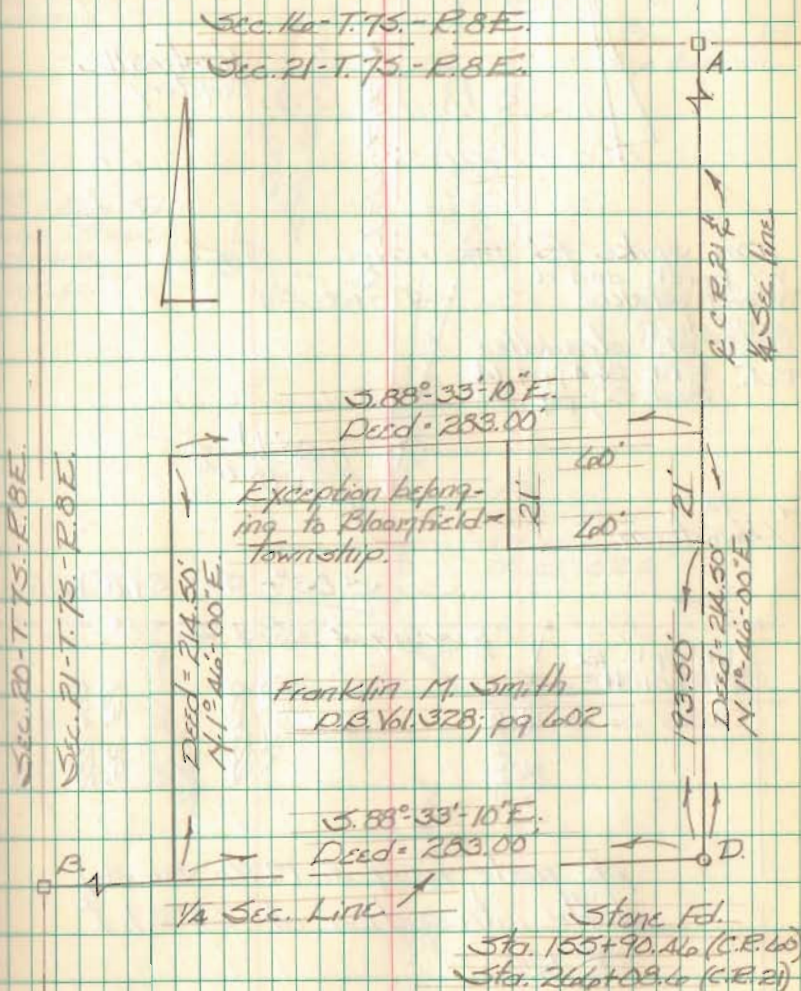 Sec. 16-T.7S.-R.8E.
Sec. 21-T.7S.-R.8E.
A.
℄ C.R. 21 &
1/4 Sec. Line
S.88°-33'-10"E.
Deed = 283.00'
60'
21'
21'
60'
Exception belong-
ing to Bloomfield
Township.
Sec. 20-T.7S.-R.8E.
Sec. 21-T.7S.-R.8E.
Deed = 214.50'
N.1°-46'-00"E.
193.50'
Deed = 214.50'
N.1°-46'-00"E.
Franklin M. Smith
D.B. Vol. 328; pg 602
S.88°-33'-10"E.
Deed = 283.00'
B.
D.
1/4 Sec. Line
Stone Fd.
Sta. 155+90.46 (C.R. 60)
Sta. 266+08.6 (C.R. 21)